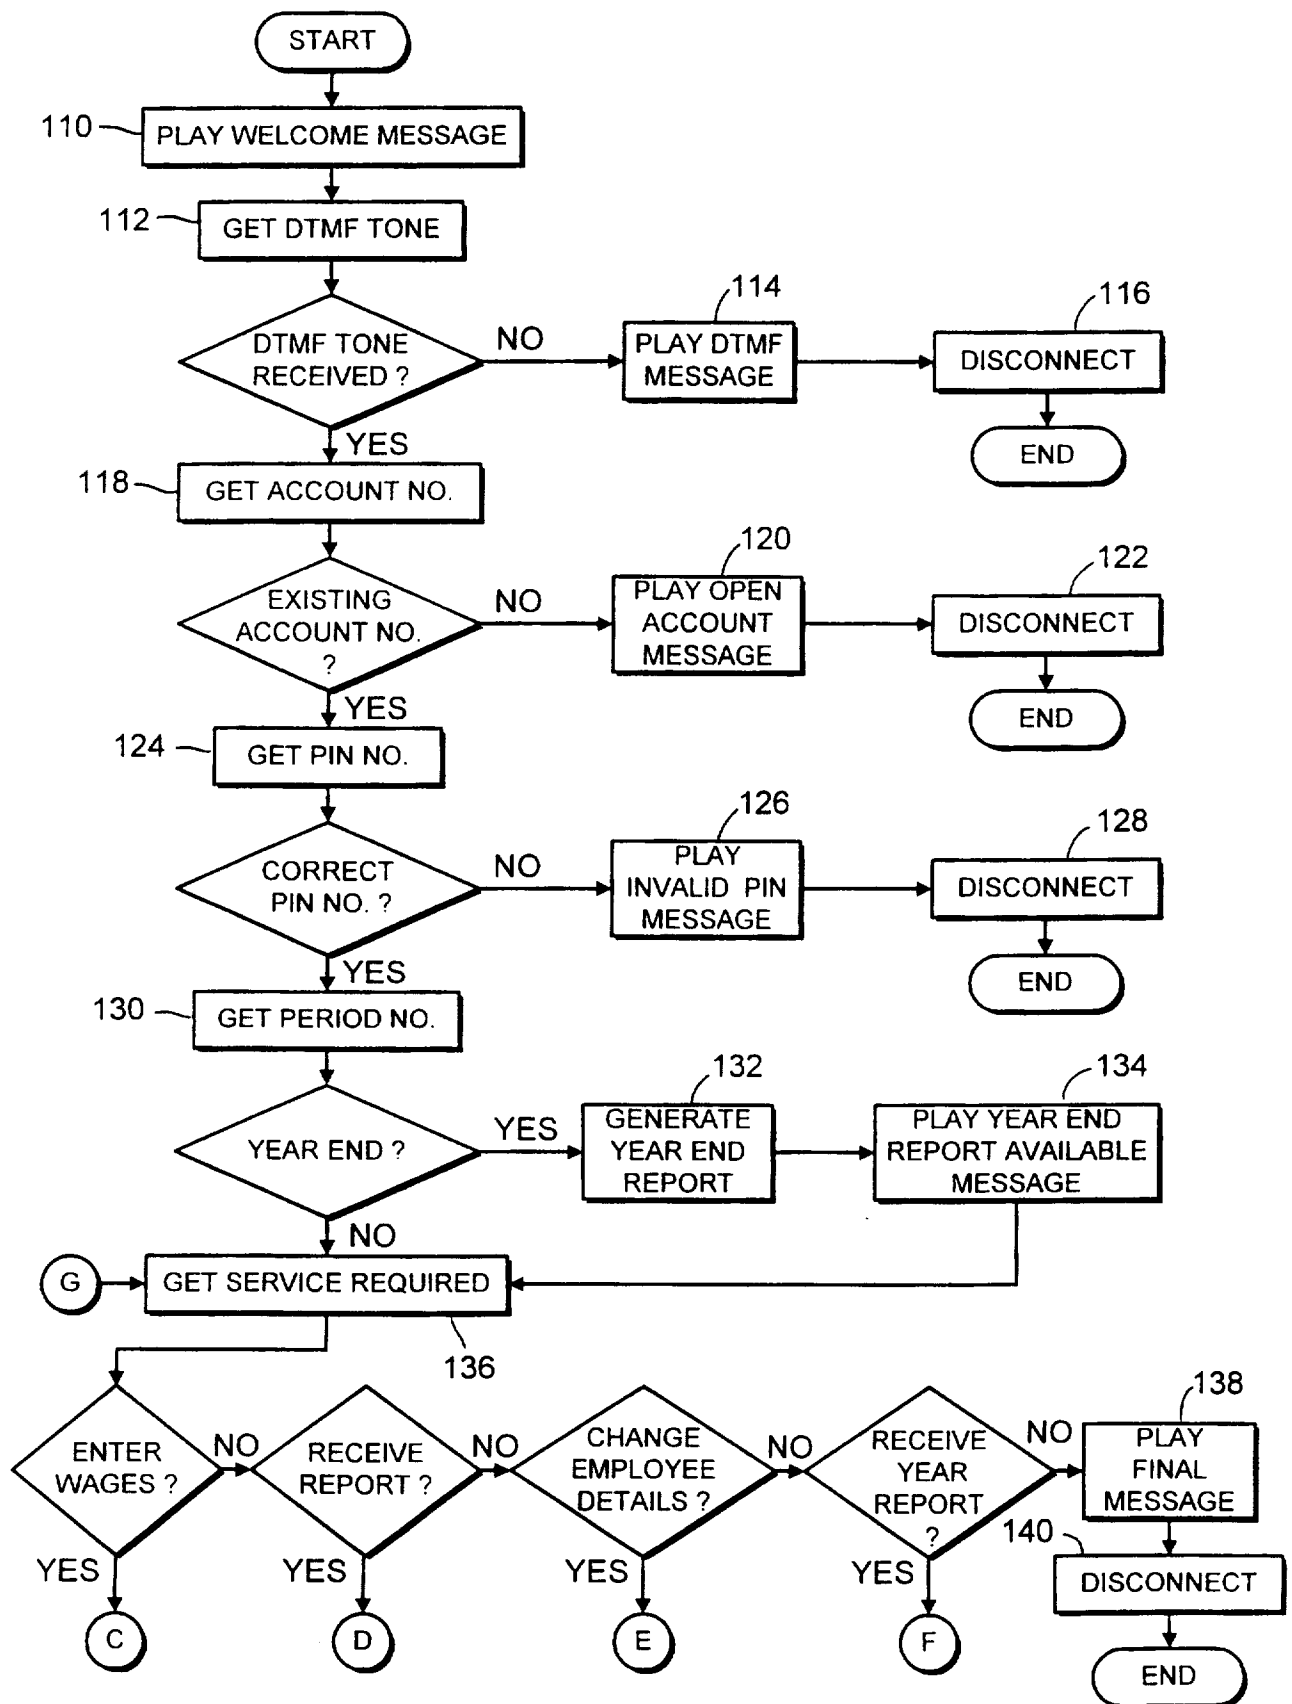 START
110
PLAY WELCOME MESSAGE
112
GET DTMF TONE
DTMF TONE
RECEIVED ?
NO
114
PLAY DTMF
MESSAGE
116
DISCONNECT
END
YES
118
GET ACCOUNT NO.
EXISTING
ACCOUNT NO.
?
NO
120
PLAY OPEN
ACCOUNT
MESSAGE
122
DISCONNECT
END
YES
124
GET PIN NO.
CORRECT
PIN NO. ?
NO
126
PLAY
INVALID PIN
MESSAGE
128
DISCONNECT
END
YES
130
GET PERIOD NO.
YEAR END ?
YES
132
GENERATE
YEAR END
REPORT
134
PLAY YEAR END
REPORT AVAILABLE
MESSAGE
NO
G
GET SERVICE REQUIRED
136
ENTER
WAGES ?
NO
RECEIVE
REPORT ?
NO
CHANGE
EMPLOYEE
DETAILS ?
NO
RECEIVE
YEAR
REPORT
?
NO
138
PLAY
FINAL
MESSAGE
140
DISCONNECT
END
YES
C
YES
D
YES
E
YES
F